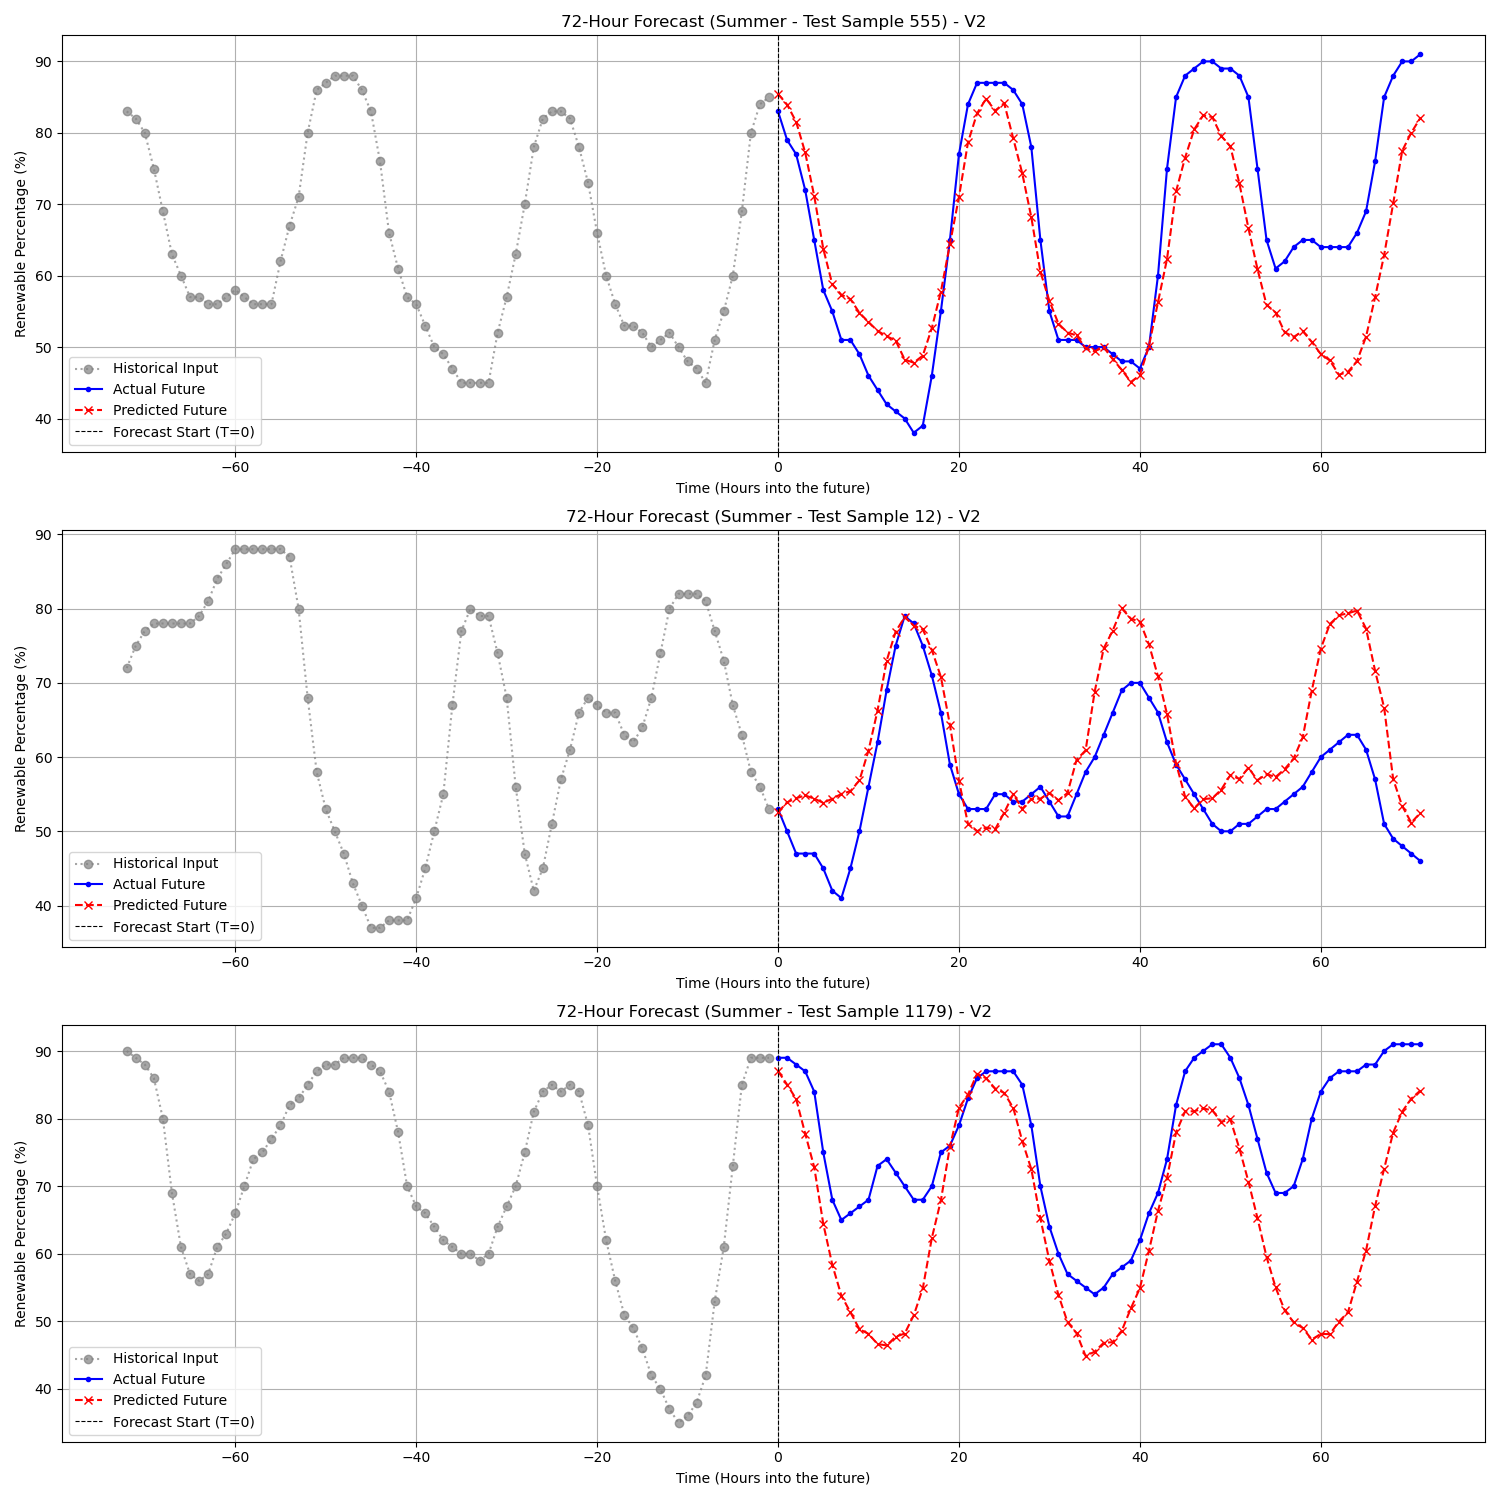 72-Hour Forecast (Summer - Test Sample 555) - V2
Renewable Percentage (%)
90
80
70
60
50
40
Historical Input
Actual Future
Predicted Future
Forecast Start (T=0)
−60 −40 −20 0 20 40 60
Time (Hours into the future)
72-Hour Forecast (Summer - Test Sample 12) - V2
Renewable Percentage (%)
90
80
70
60
50
40
Historical Input
Actual Future
Predicted Future
Forecast Start (T=0)
−60 −40 −20 0 20 40 60
Time (Hours into the future)
72-Hour Forecast (Summer - Test Sample 1179) - V2
Renewable Percentage (%)
90
80
70
60
50
40
Historical Input
Actual Future
Predicted Future
Forecast Start (T=0)
−60 −40 −20 0 20 40 60
Time (Hours into the future)